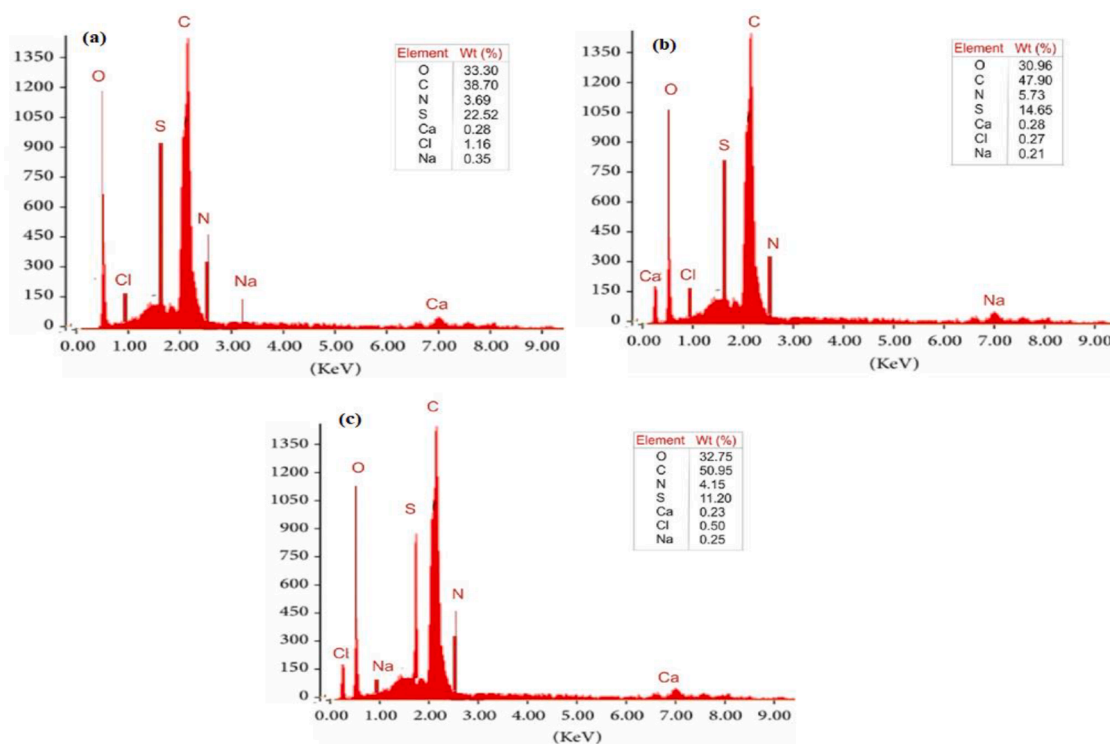 (a)
C
O
S
N
Cl
Na
Ca
1350
1200
1050
900
750
600
450
300
150
0
0.00 1.00 2.00 3.00 4.00 5.00 6.00 7.00 8.00 9.00
(KeV)
Element Wt (%)
O 33.30
C 38.70
N 3.69
S 22.52
Ca 0.28
Cl 1.16
Na 0.35
(b)
C
O
S
N
Ca
Cl
Na
1350
1200
1050
900
750
600
450
300
150
0
0.00 1.00 2.00 3.00 4.00 5.00 6.00 7.00 8.00 9.00
(KeV)
Element Wt (%)
O 30.96
C 47.90
N 5.73
S 14.65
Ca 0.28
Cl 0.27
Na 0.21
(c)
C
O
S
N
Cl
Na
Ca
1350
1200
1050
900
750
600
450
300
150
0
0.00 1.00 2.00 3.00 4.00 5.00 6.00 7.00 8.00 9.00
(KeV)
Element Wt (%)
O 32.75
C 50.95
N 4.15
S 11.20
Ca 0.23
Cl 0.50
Na 0.25